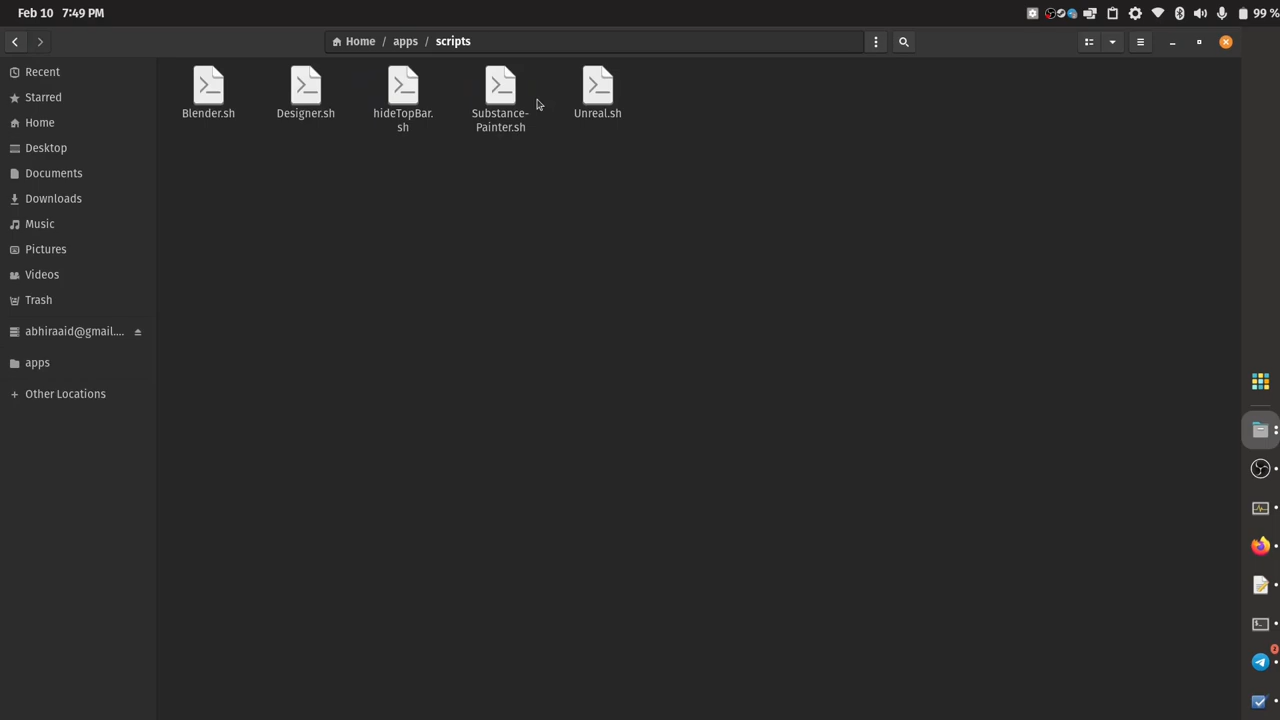 Feb 10 7:49 PM
99 %
Home / apps / scripts
Recent
Starred
Home
Desktop
Documents
Downloads
Music
Pictures
Videos
Trash
abhiraaid@gmail....
apps
+ Other Locations
Blender.sh
Designer.sh
hideTopBar.
sh
Substance-
Painter.sh
Unreal.sh
2